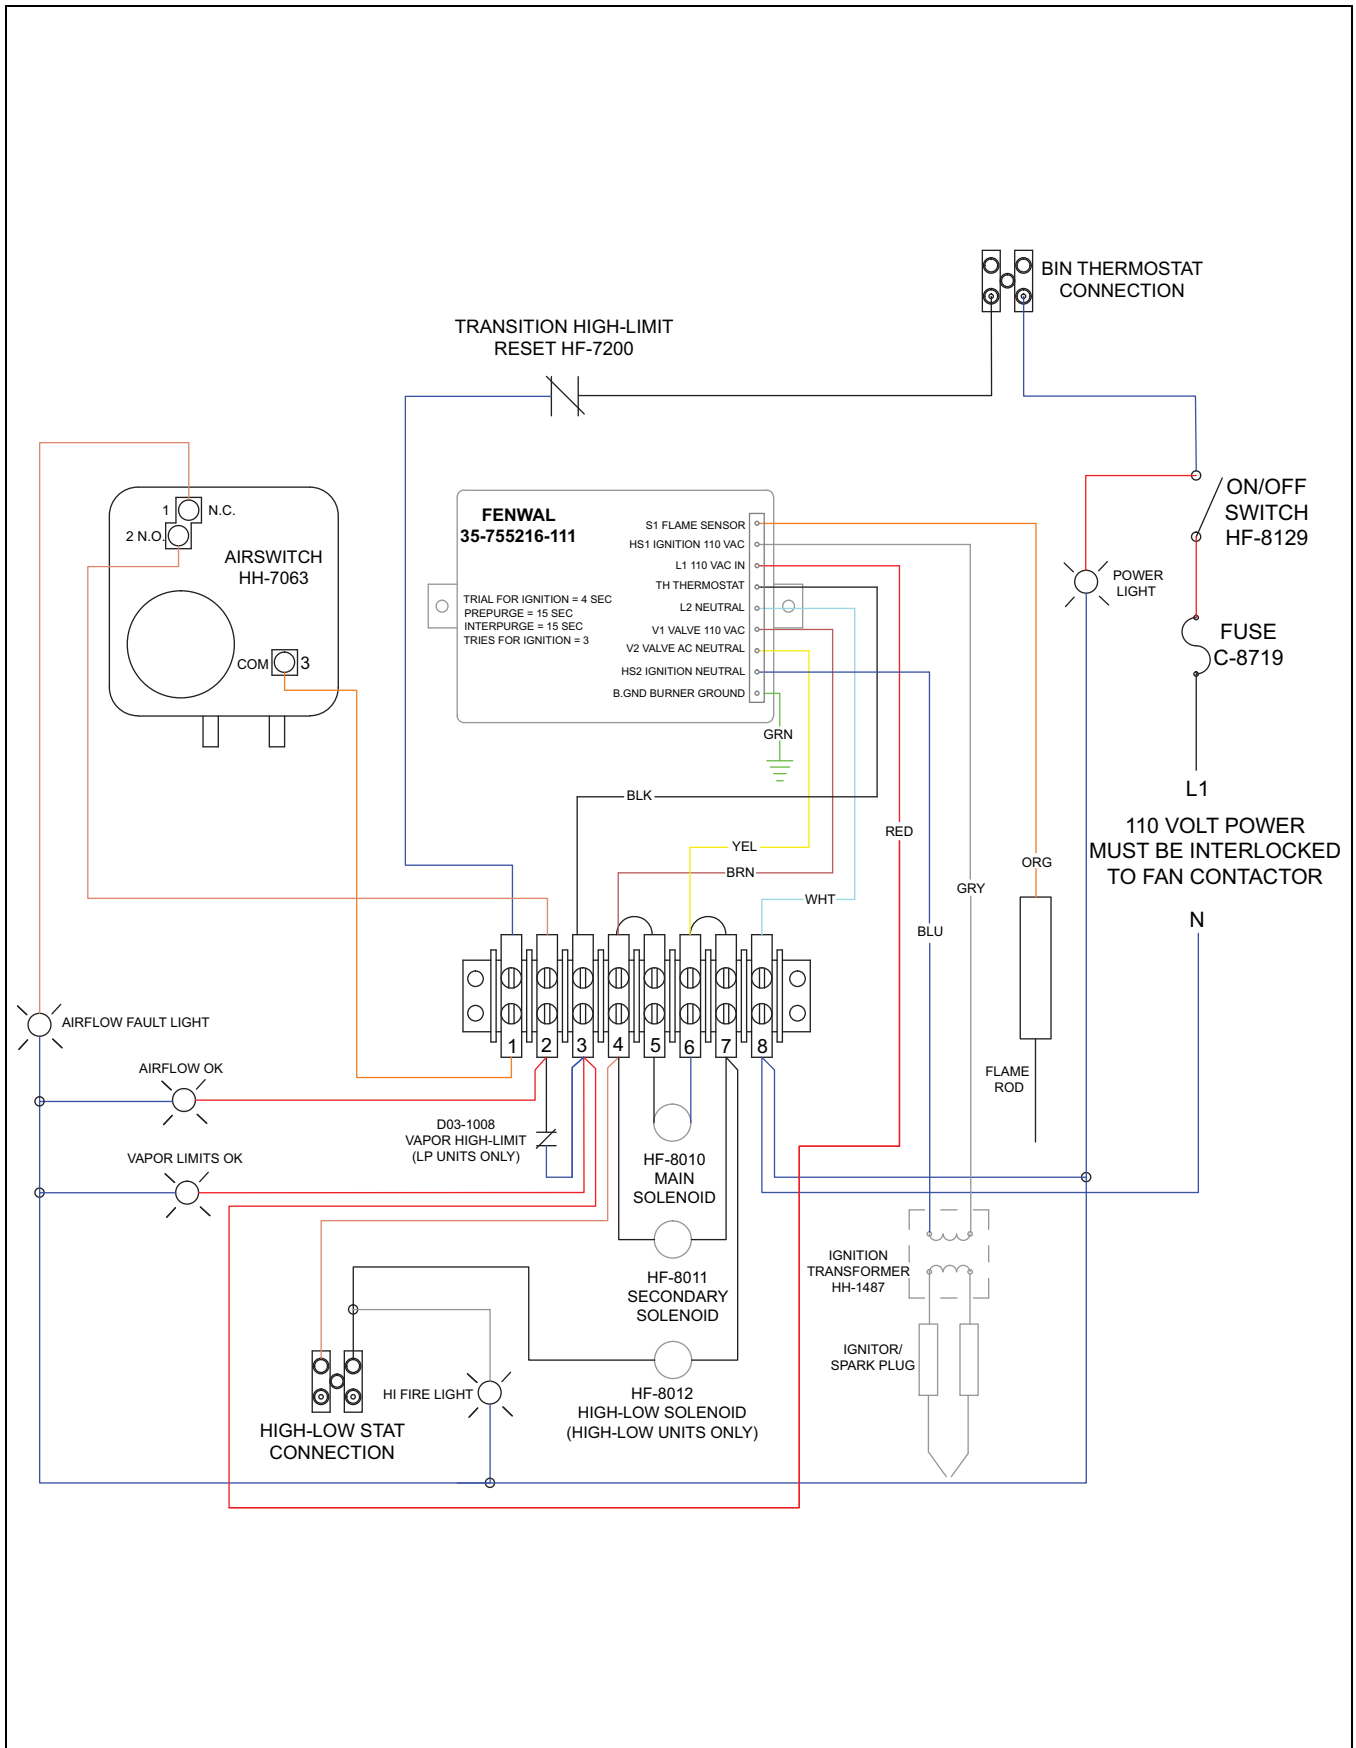 BIN THERMOSTAT
CONNECTION
TRANSITION HIGH-LIMIT
RESET HF-7200
1
N.C.
2 N.O.
AIRSWITCH
HH-7063
COM
3
FENWAL
35-755216-111
TRIAL FOR IGNITION = 4 SEC
PREPURGE = 15 SEC
INTERPURGE = 15 SEC
TRIES FOR IGNITION = 3
S1 FLAME SENSOR
HS1 IGNITION 110 VAC
L1 110 VAC IN
TH THERMOSTAT
L2 NEUTRAL
V1 VALVE 110 VAC
V2 VALVE AC NEUTRAL
HS2 IGNITION NEUTRAL
B.GND BURNER GROUND
ON/OFF
SWITCH
HF-8129
POWER
LIGHT
FUSE
C-8719
GRN
L1
110 VOLT POWER
MUST BE INTERLOCKED
TO FAN CONTACTOR
N
BLK
YEL
BRN
WHT
RED
BLU
GRY
ORG
FLAME
ROD
1
2
3
4
5
6
7
8
AIRFLOW FAULT LIGHT
AIRFLOW OK
VAPOR LIMITS OK
D03-1008
VAPOR HIGH-LIMIT
(LP UNITS ONLY)
HF-8010
MAIN
SOLENOID
HF-8011
SECONDARY
SOLENOID
HF-8012
HIGH-LOW SOLENOID
(HIGH-LOW UNITS ONLY)
IGNITION
TRANSFORMER
HH-1487
IGNITOR/
SPARK PLUG
HI FIRE LIGHT
HIGH-LOW STAT
CONNECTION